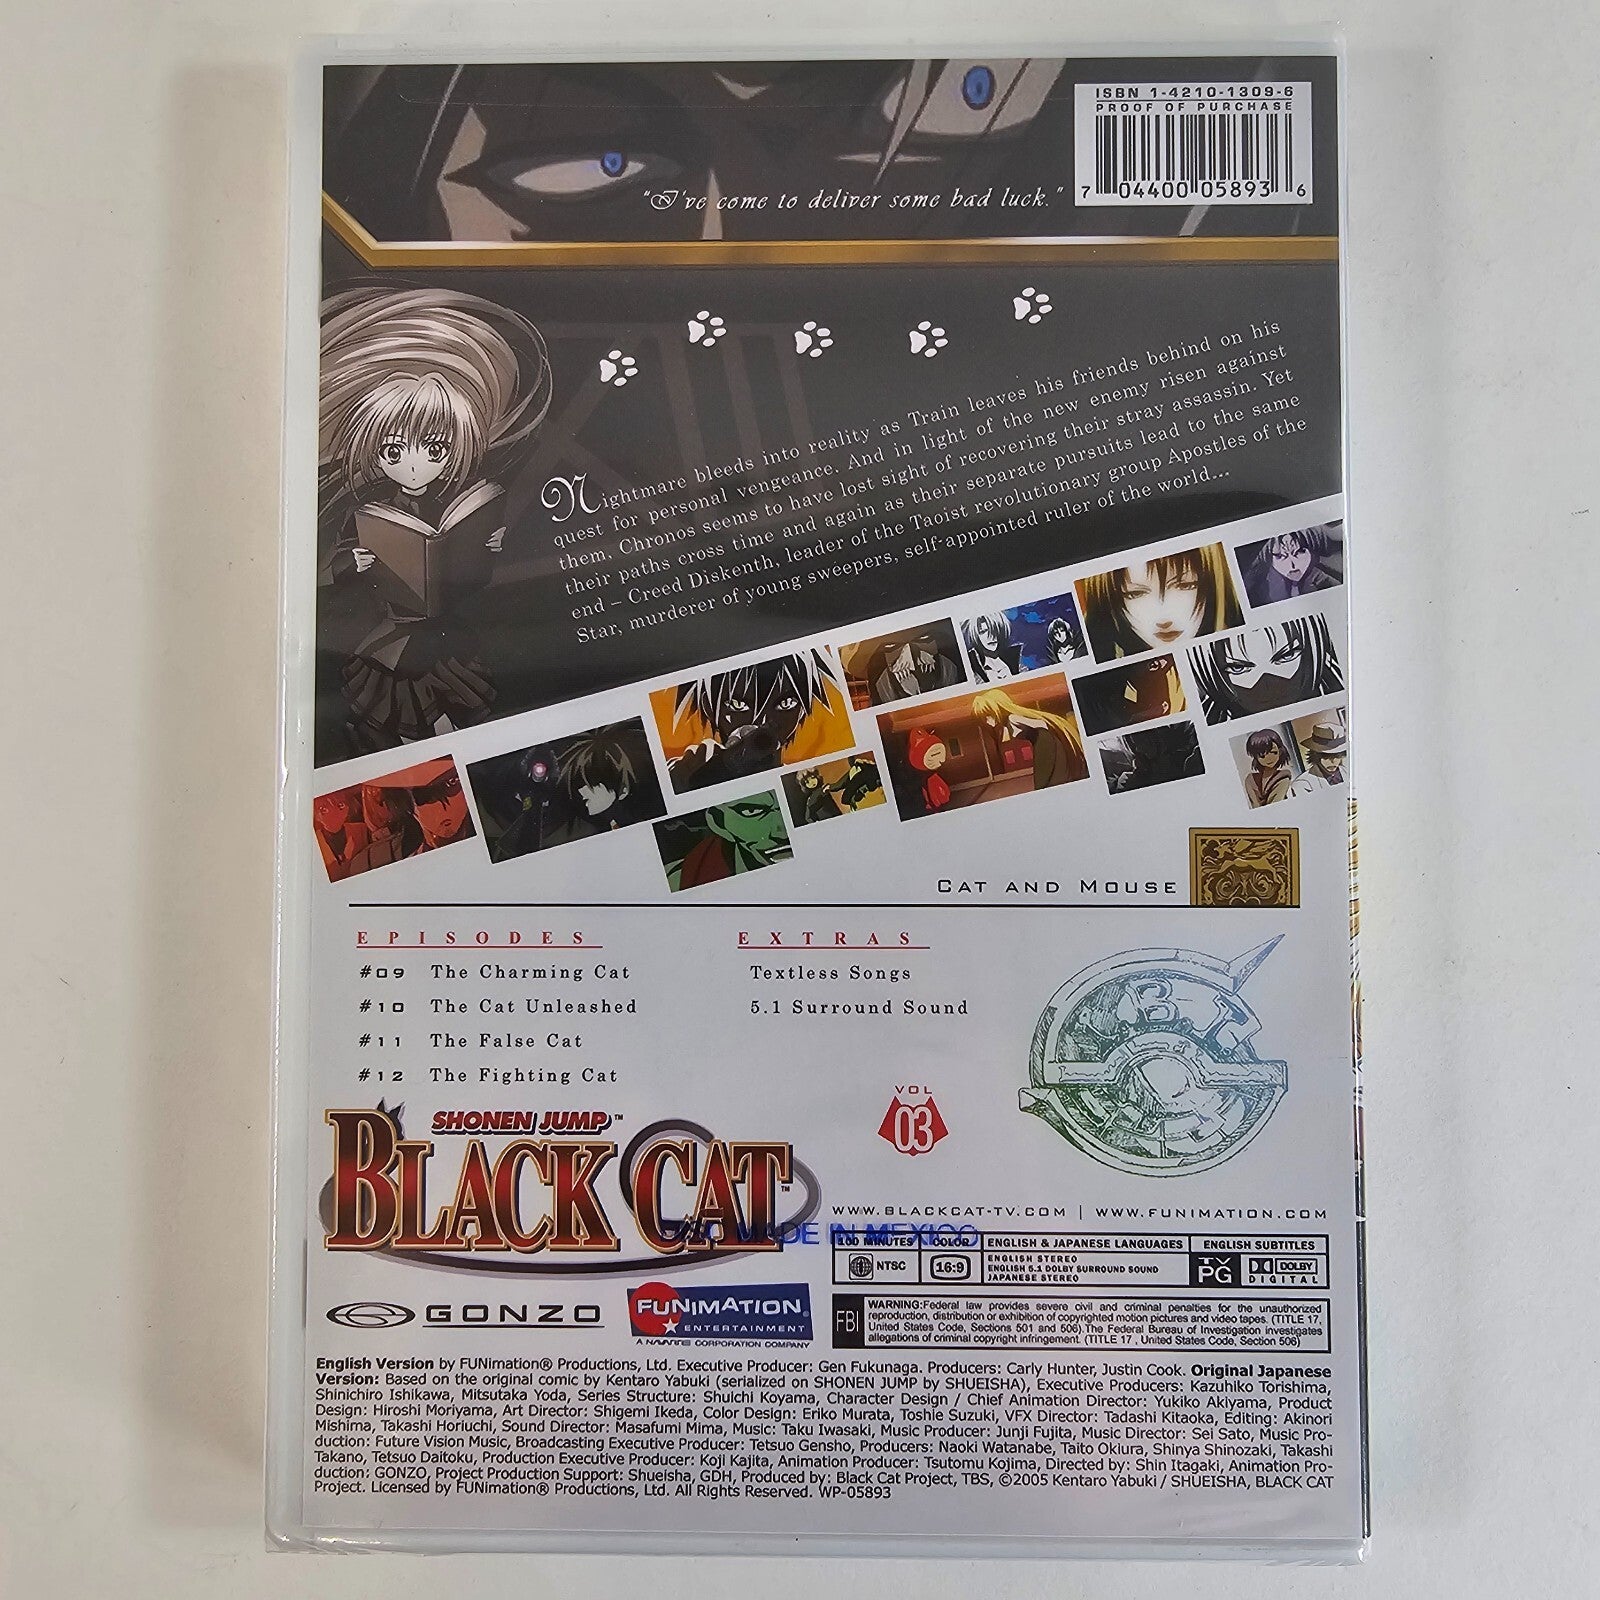 ISBN 1-4210-1309-6
PROOF OF PURCHASE
7 04400 05893 6
"I've come to deliver some bad luck."
XIII
Nightmare bleeds into reality as Train leaves his friends behind on his
quest for personal vengeance. And in light of the new enemy risen against
them, Chronos seems to have lost sight of recovering their stray assassin. Yet
their paths cross time and again as their separate pursuits lead to the same
end – Creed Diskenth, leader of the Taoist revolutionary group Apostles of the
Star, murderer of young sweepers, self-appointed ruler of the world...
CAT AND MOUSE
EPISODES
#09 The Charming Cat
#10 The Cat Unleashed
#11 The False Cat
#12 The Fighting Cat
EXTRAS
Textless Songs
5.1 Surround Sound
VOL
03
SHONEN JUMP™
BLACK CAT™
WWW.BLACKCAT-TV.COM | WWW.FUNIMATION.COM
DISC MADE IN MEXICO
100 MINUTES COLOR ENGLISH & JAPANESE LANGUAGES ENGLISH SUBTITLES
NTSC 16:9
ENGLISH STEREO
ENGLISH 5.1 DOLBY SURROUND SOUND
JAPANESE STEREO
TV PG
DOLBY DIGITAL
GONZO
FUNIMATION®
ENTERTAINMENT
A NAVARRE CORPORATION COMPANY
FBI
WARNING:Federal law provides severe civil and criminal penalties for the unauthorized
reproduction, distribution or exhibition of copyrighted motion pictures and video tapes. (TITLE 17,
United States Code, Sections 501 and 506).The Federal Bureau of Investigation investigates
allegations of criminal copyright infringement. (TITLE 17 , United States Code, Section 506)
English Version by FUNimation® Productions, Ltd. Executive Producer: Gen Fukunaga. Producers: Carly Hunter, Justin Cook. Original Japanese
Version: Based on the original comic by Kentaro Yabuki (serialized on SHONEN JUMP by SHUEISHA), Executive Producers: Kazuhiko Torishima,
Shinichiro Ishikawa, Mitsutaka Yoda, Series Structure: Shuichi Koyama, Character Design / Chief Animation Director: Yukiko Akiyama, Product
Design: Hiroshi Moriyama, Art Director: Shigemi Ikeda, Color Design: Eriko Murata, Toshie Suzuki, VFX Director: Tadashi Kitaoka, Editing: Akinori
Mishima, Takashi Horiuchi, Sound Director: Masafumi Mima, Music: Taku Iwasaki, Music Producer: Junji Fujita, Music Director: Sei Sato, Music Pro-
duction: Future Vision Music, Broadcasting Executive Producer: Tetsuo Gensho, Producers: Naoki Watanabe, Taito Okiura, Shinya Shinozaki, Takashi
Takano, Tetsuo Daitoku, Production Executive Producer: Koji Kajita, Animation Producer: Tsutomu Kojima, Directed by: Shin Itagaki, Animation Pro-
duction: GONZO, Project Production Support: Shueisha, GDH, Produced by: Black Cat Project, TBS, ©2005 Kentaro Yabuki / SHUEISHA, BLACK CAT
Project. Licensed by FUNimation® Productions, Ltd. All Rights Reserved. WP-05893